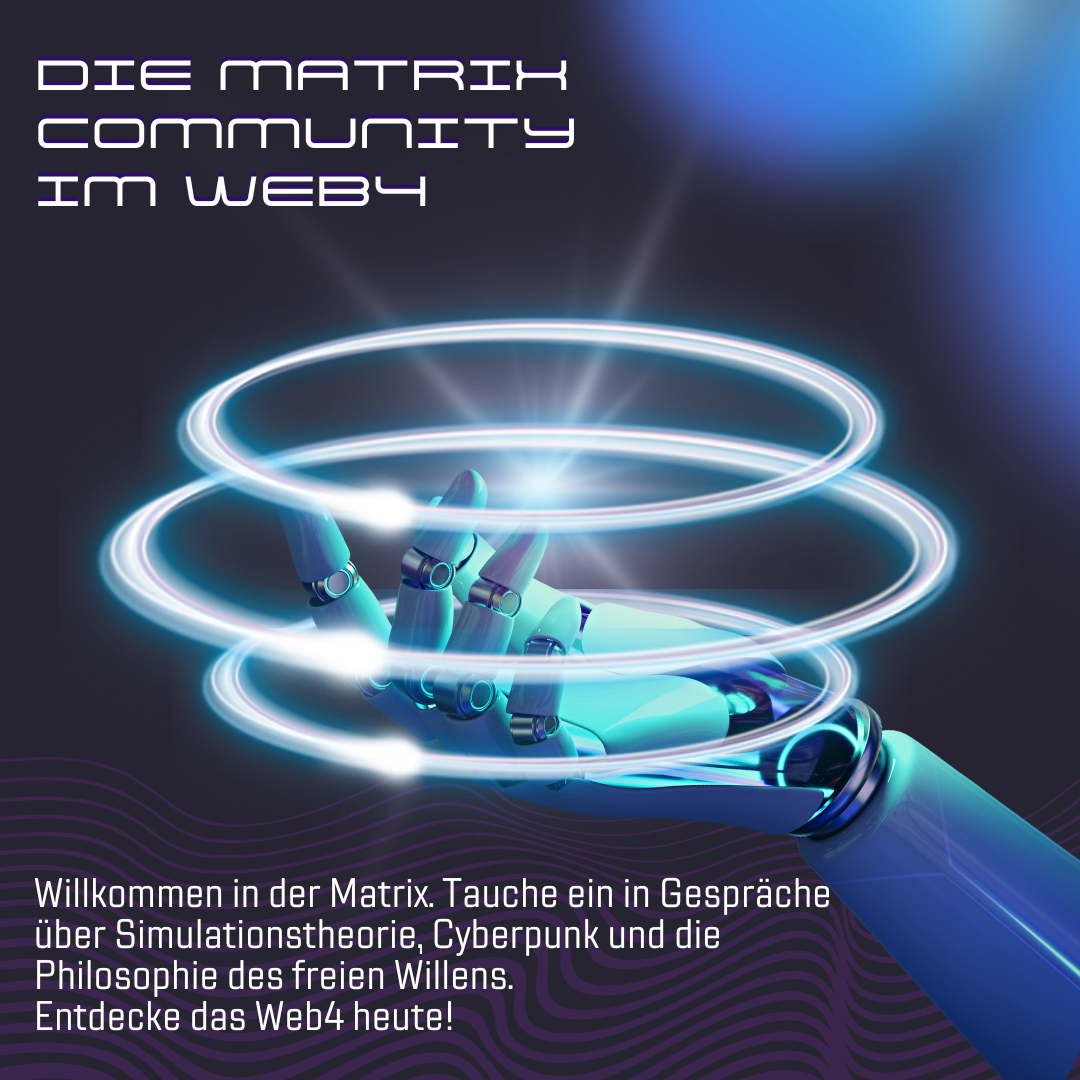 DIE MATRIX
COMMUNITY
IM WEB4
Willkommen in der Matrix. Tauche ein in Gespräche
über Simulationstheorie, Cyberpunk und die
Philosophie des freien Willens.
Entdecke das Web4 heute!